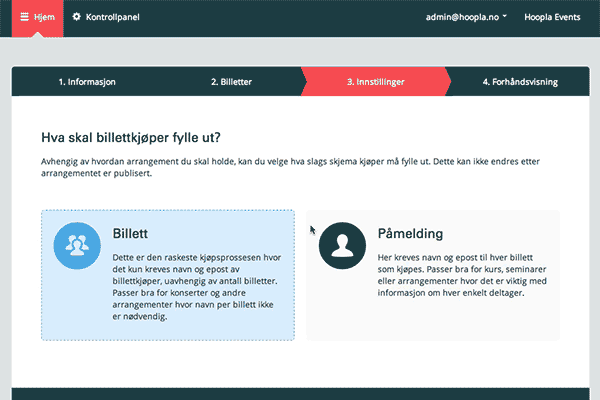 Hjem
Kontrollpanel
admin@hoopla.no
Hoopla Events
1. Informasjon
2. Billetter
3. Innstillinger
4. Forhåndsvisning
Hva skal billettkjøper fylle ut?
Avhengig av hvordan arrangement du skal holde, kan du velge hva slags skjema kjøper må fylle ut. Dette kan ikke endres etter
arrangementet er publisert.
Billett
Dette er den raskeste kjøpsprossesen hvor
det kun kreves navn og epost av
billettkjøper, uavhengig av antall billetter.
Passer bra for konserter og andre
arrangementer hvor navn per billett ikke
er nødvendig.
Påmelding
Her kreves navn og epost til hver billett
som kjøpes. Passer bra for kurs, seminarer
eller arrangementer hvor det er viktig med
informasjon om hver enkelt deltager.